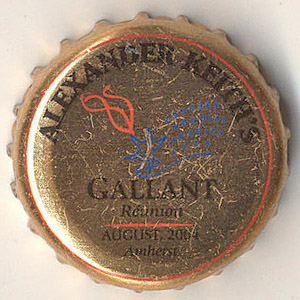 ALEXANDER KEITH'S
GALLANT
Reunion
AUGUST, 2004
Amherst